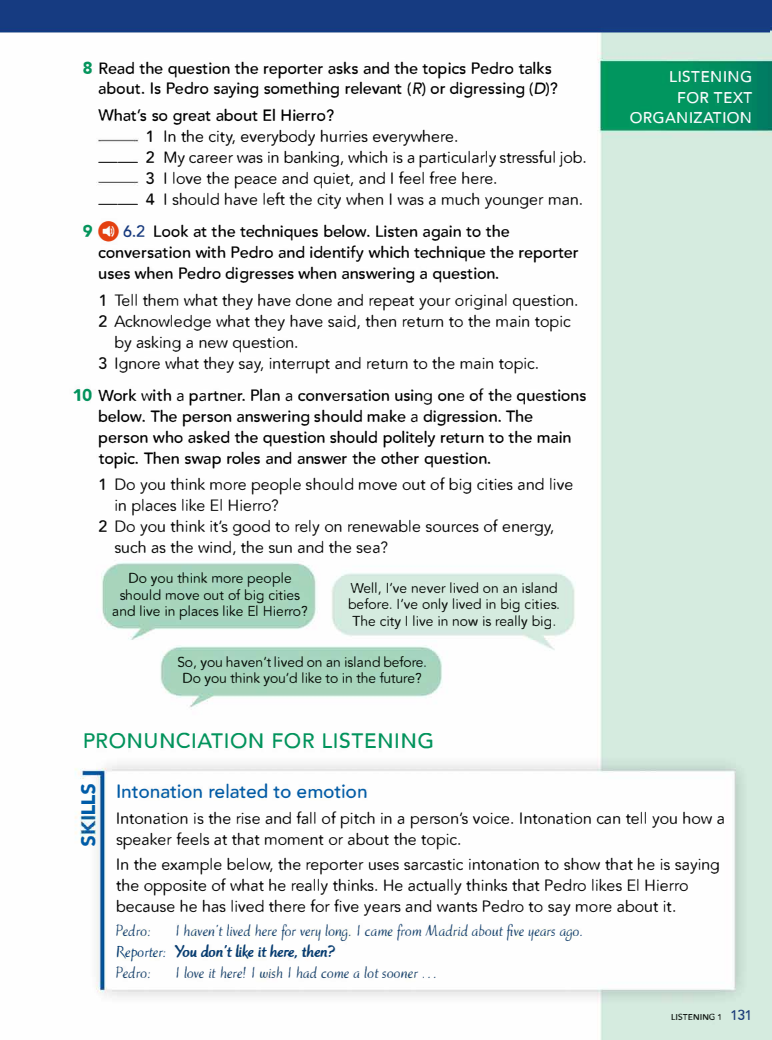 LISTENING
FOR TEXT
ORGANIZATION
8 Read the question the reporter asks and the topics Pedro talks
about. Is Pedro saying something relevant (R) or digressing (D)?
What's so great about El Hierro?
_____ 1 In the city, everybody hurries everywhere.
_____ 2 My career was in banking, which is a particularly stressful job.
_____ 3 I love the peace and quiet, and I feel free here.
_____ 4 I should have left the city when I was a much younger man.
9 6.2 Look at the techniques below. Listen again to the
conversation with Pedro and identify which technique the reporter
uses when Pedro digresses when answering a question.
1 Tell them what they have done and repeat your original question.
2 Acknowledge what they have said, then return to the main topic
by asking a new question.
3 Ignore what they say, interrupt and return to the main topic.
10 Work with a partner. Plan a conversation using one of the questions
below. The person answering should make a digression. The
person who asked the question should politely return to the main
topic. Then swap roles and answer the other question.
1 Do you think more people should move out of big cities and live
in places like El Hierro?
2 Do you think it's good to rely on renewable sources of energy,
such as the wind, the sun and the sea?
Do you think more people
should move out of big cities
and live in places like El Hierro?
Well, I've never lived on an island
before. I've only lived in big cities.
The city I live in now is really big.
So, you haven't lived on an island before.
Do you think you'd like to in the future?
PRONUNCIATION FOR LISTENING
SKILLS
Intonation related to emotion
Intonation is the rise and fall of pitch in a person's voice. Intonation can tell you how a
speaker feels at that moment or about the topic.
In the example below, the reporter uses sarcastic intonation to show that he is saying
the opposite of what he really thinks. He actually thinks that Pedro likes El Hierro
because he has lived there for five years and wants Pedro to say more about it.
Pedro: I haven't lived here for very long. I came from Madrid about five years ago.
Reporter: You don't like it here, then?
Pedro: I love it here! I wish I had come a lot sooner ...
LISTENING 1 131